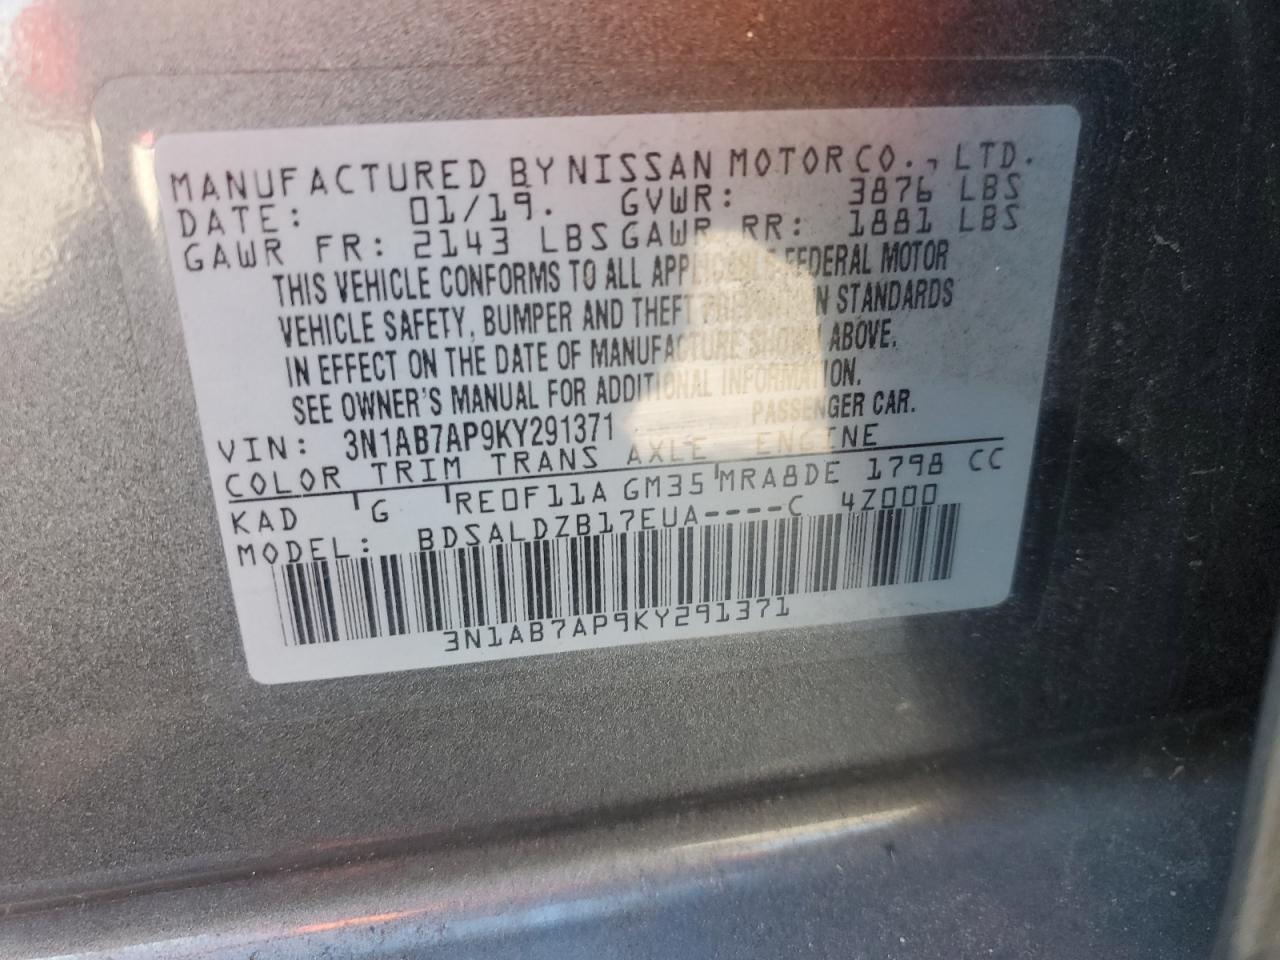 MANUFACTURED BY NISSAN MOTOR CO., LTD.
DATE: 01/19. GVWR: 3876 LBS
GAWR FR: 2143 LBS GAWR RR: 1881 LBS
THIS VEHICLE CONFORMS TO ALL APPLICABLE FEDERAL MOTOR
VEHICLE SAFETY, BUMPER AND THEFT PREVENTION STANDARDS
IN EFFECT ON THE DATE OF MANUFACTURE SHOWN ABOVE.
SEE OWNER'S MANUAL FOR ADDITIONAL INFORMATION.
VIN: 3N1AB7AP9KY291371 PASSENGER CAR.
COLOR TRIM TRANS AXLE ENGINE
KAD G RE0F11A GM35 MRA8DE 1798 CC
MODEL: BDSALDZB17EUA----C 4Z000
3N1AB7AP9KY291371